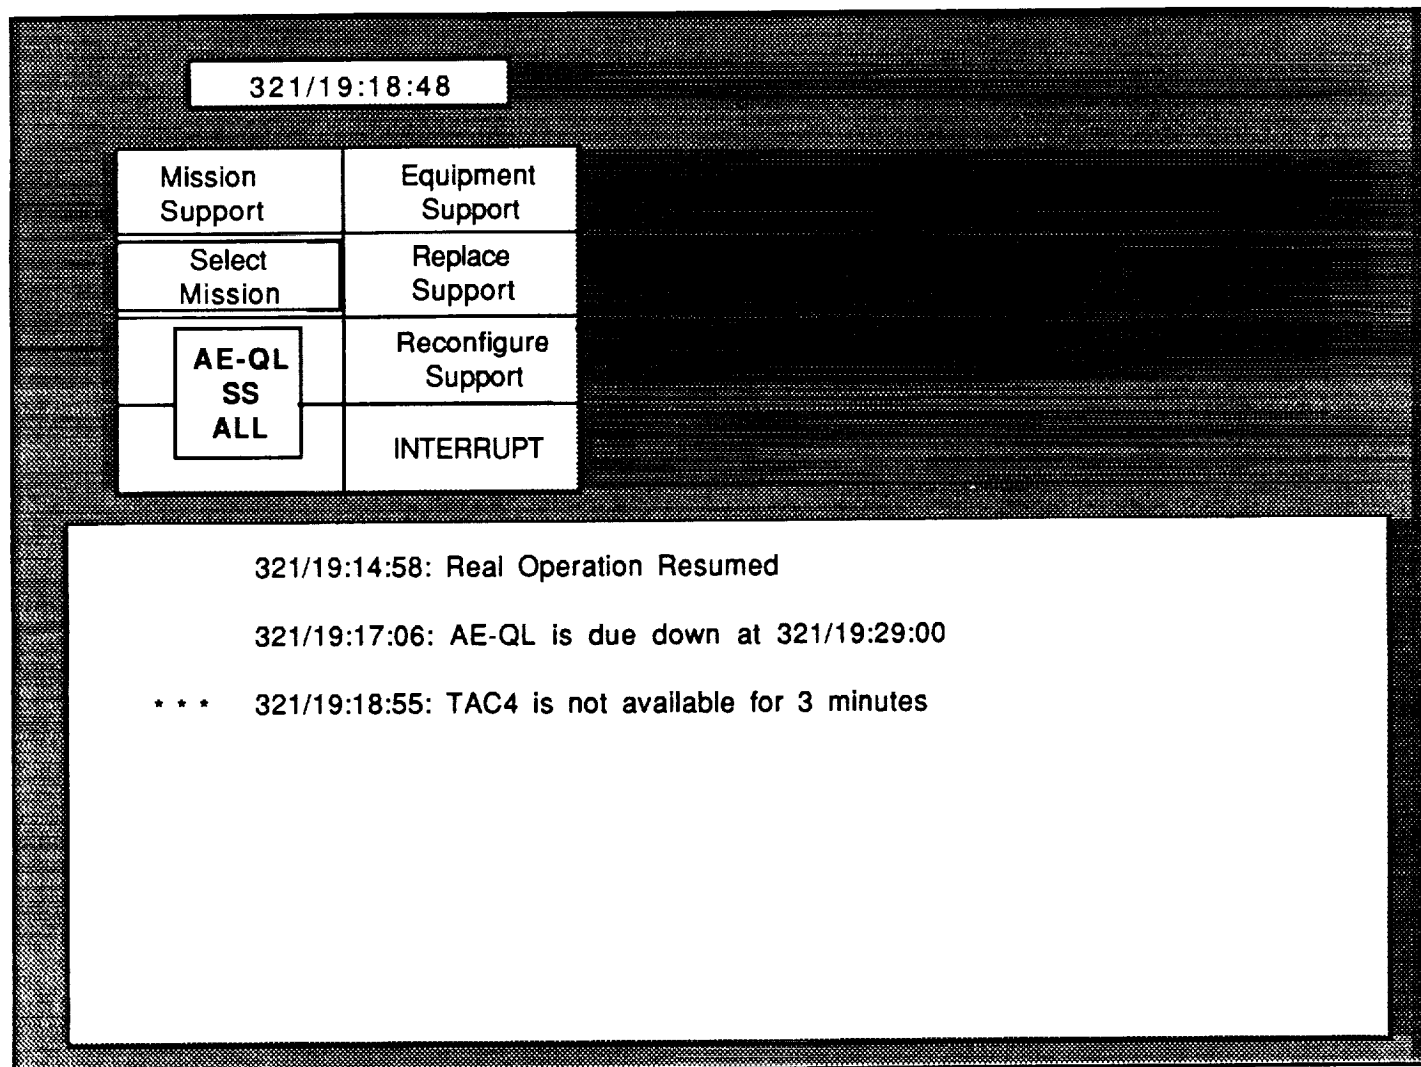 321/19:18:48
Mission
Support
Equipment
Support
Select
Mission
Replace
Support
AE-QL
SS
ALL
Reconfigure
Support
INTERRUPT
321/19:14:58: Real Operation Resumed
321/19:17:06: AE-QL is due down at 321/19:29:00
* * * 321/19:18:55: TAC4 is not available for 3 minutes